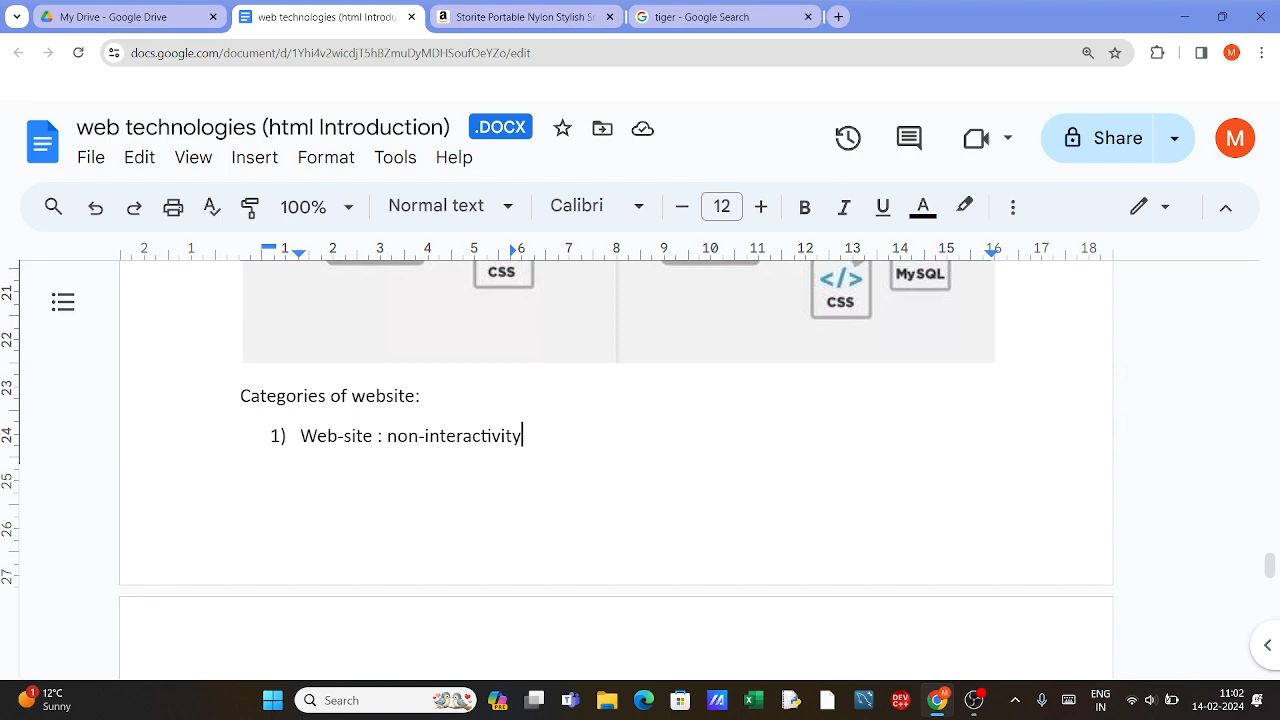 My Drive - Google Drive
web technologies (html Introdu
Storite Portable Nylon Stylish S
tiger - Google Search
docs.google.com/document/d/1Yhi4v2wicdjT5hBZmuDyMDHSoufOeYZo/edit
M
web technologies (html Introduction)
.DOCX
Share
M
File Edit View Insert Format Tools Help
100% Normal text Calibri 12 B I U A
2 1 1 2 3 4 5 6 7 8 9 10 11 12 13 14 15 16 17 18
21
22
23
24
25
26
27
CSS
</>
CSS
MySQL
Categories of website:
1) Web-site : non-interactivity
1
12°C
Sunny
Search
DEV C++
M
ENG
IN
11:02
14-02-2024